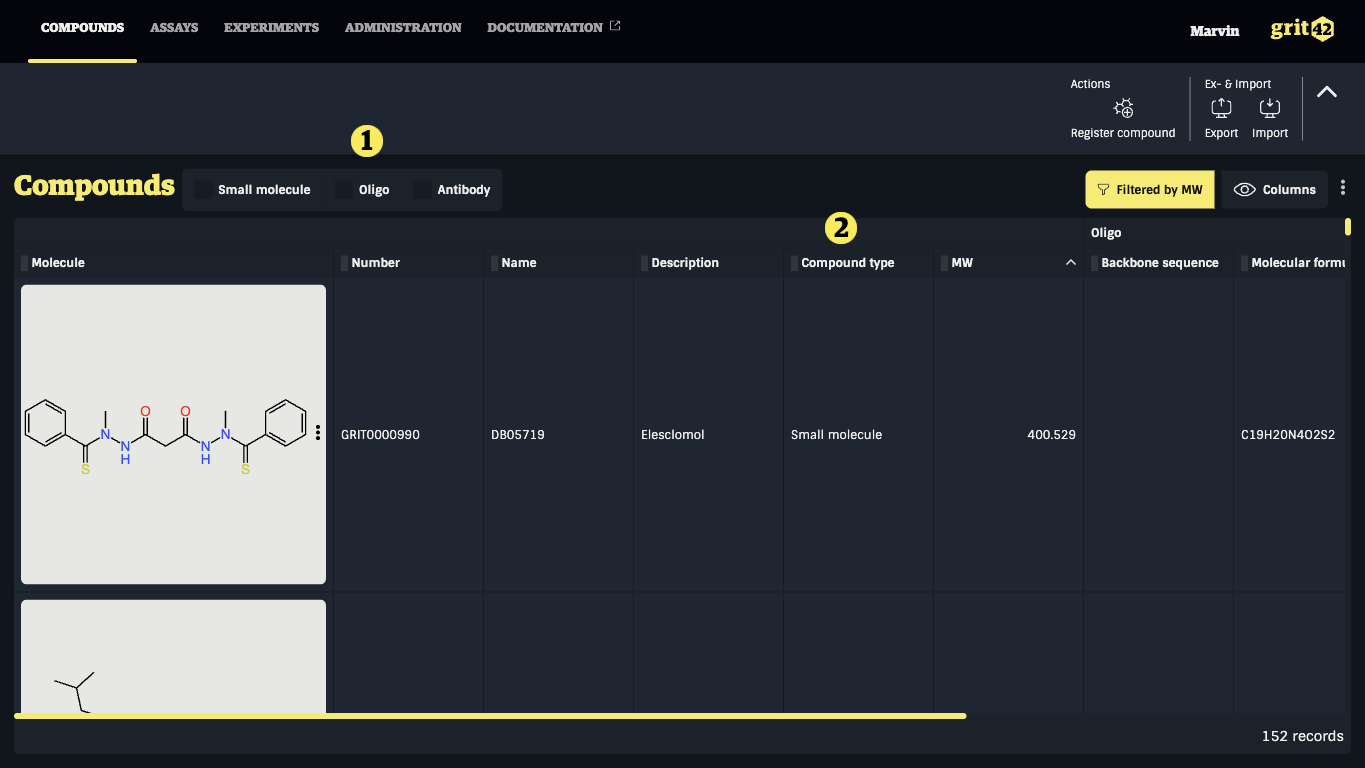 COMPOUNDS ASSAYS EXPERIMENTS ADMINISTRATION DOCUMENTATION
Marvin grit42
Actions Ex- & Import
Register compound Export Import
1
Compounds Small molecule Oligo Antibody Filtered by MW Columns
2
Oligo
Molecule Number Name Description Compound type MW Backbone sequence Molecular formu
O O
N N H N H N
S S
GRIT0000990 DB05719 Elesclomol Small molecule 400.529 C19H20N4O2S2
152 records